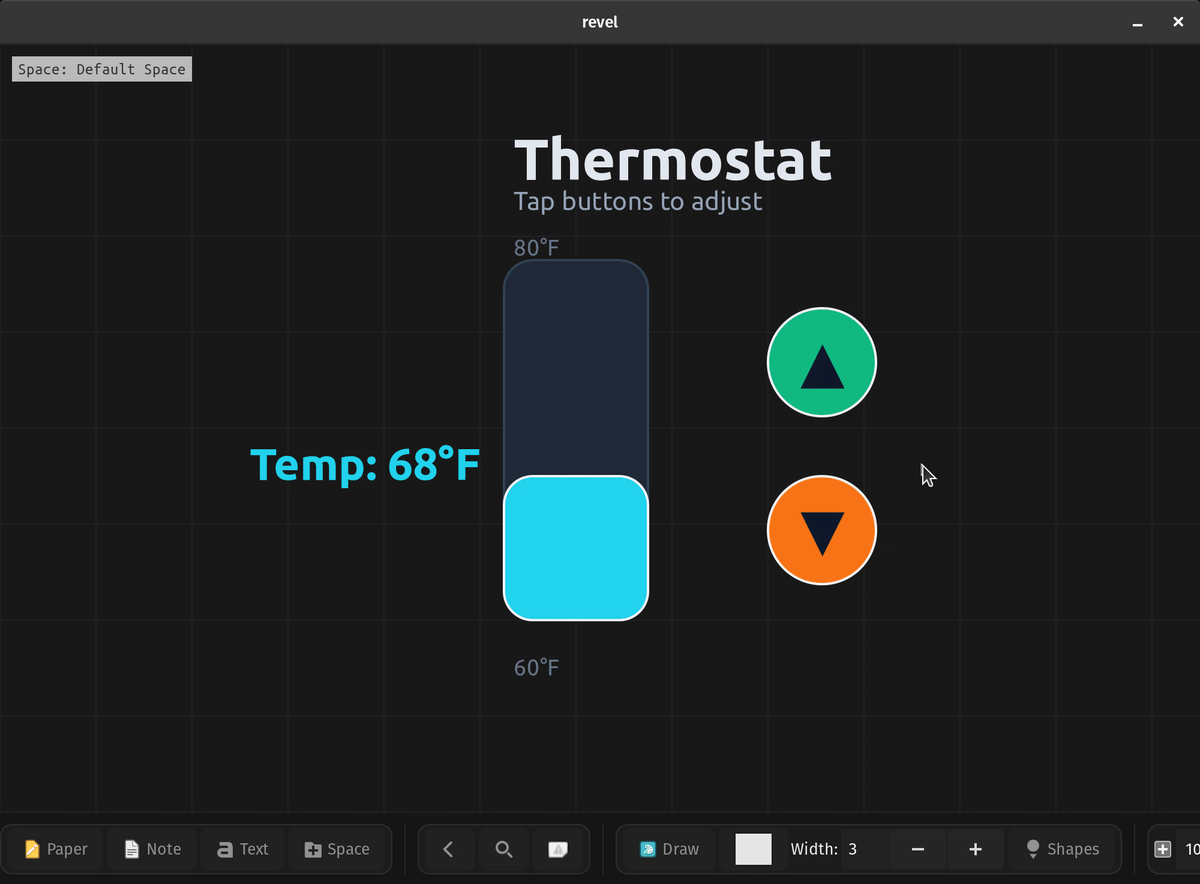 revel
Space: Default Space
Thermostat
Tap buttons to adjust
80°F
Temp: 68°F
60°F
Paper Note Text Space Draw Width: 3 Shapes 10